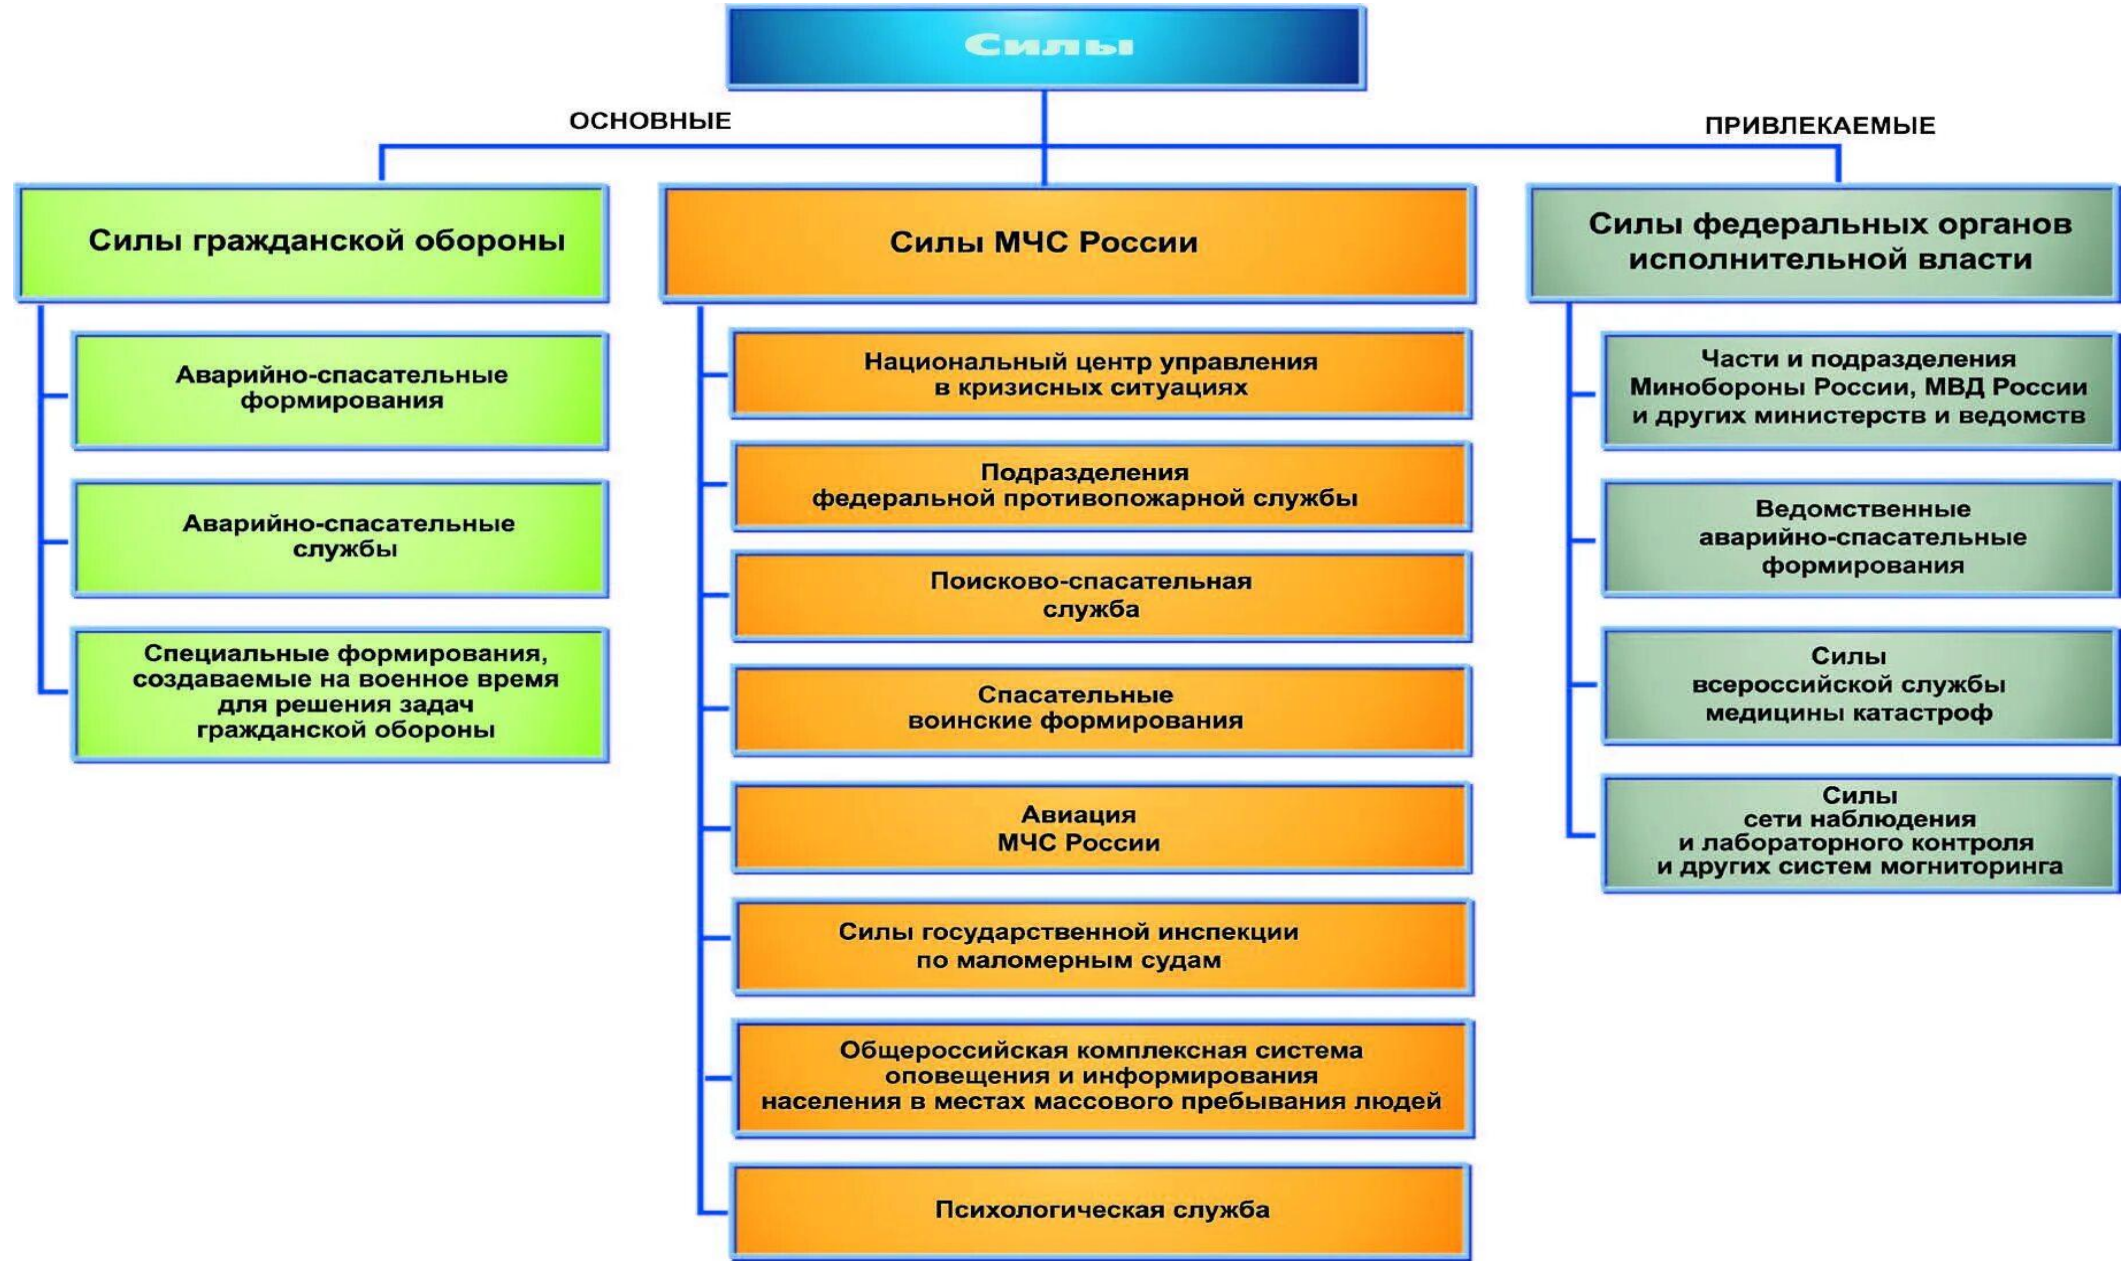 Силы
ОСНОВНЫЕ
ПРИВЛЕКАЕМЫЕ
Силы гражданской обороны
Аварийно-спасательные
формирования
Аварийно-спасательные
службы
Специальные формирования,
создаваемые на военное время
для решения задач
гражданской обороны
Силы МЧС России
Национальный центр управления
в кризисных ситуациях
Подразделения
федеральной противопожарной службы
Поисково-спасательная
служба
Спасательные
воинские формирования
Авиация
МЧС России
Силы государственной инспекции
по маломерным судам
Общероссийская комплексная система
оповещения и информирования
населения в местах массового пребывания людей
Психологическая служба
Силы федеральных органов
исполнительной власти
Части и подразделения
Минобороны России, МВД России
и других министерств и ведомств
Ведомственные
аварийно-спасательные
формирования
Силы
всероссийской службы
медицины катастроф
Силы
сети наблюдения
и лабораторного контроля
и других систем могниторинга